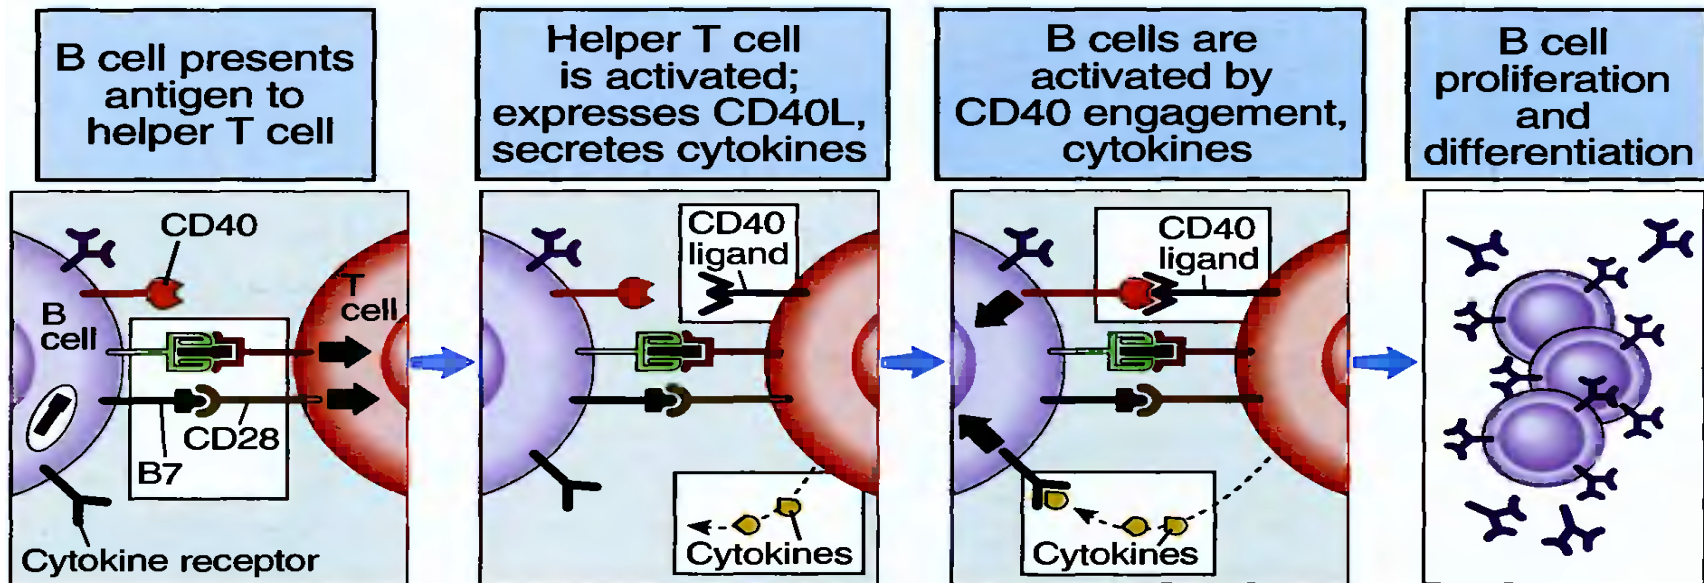 B cell presents
antigen to
helper T cell
Helper T cell
is activated;
expresses CD40L,
secretes cytokines
B cells are
activated by
CD40 engagement,
cytokines
B cell
proliferation
and
differentiation
CD40
T
cell
B
cell
CD28
B7
Cytokine receptor
CD40
ligand
Cytokines
CD40
ligand
Cytokines